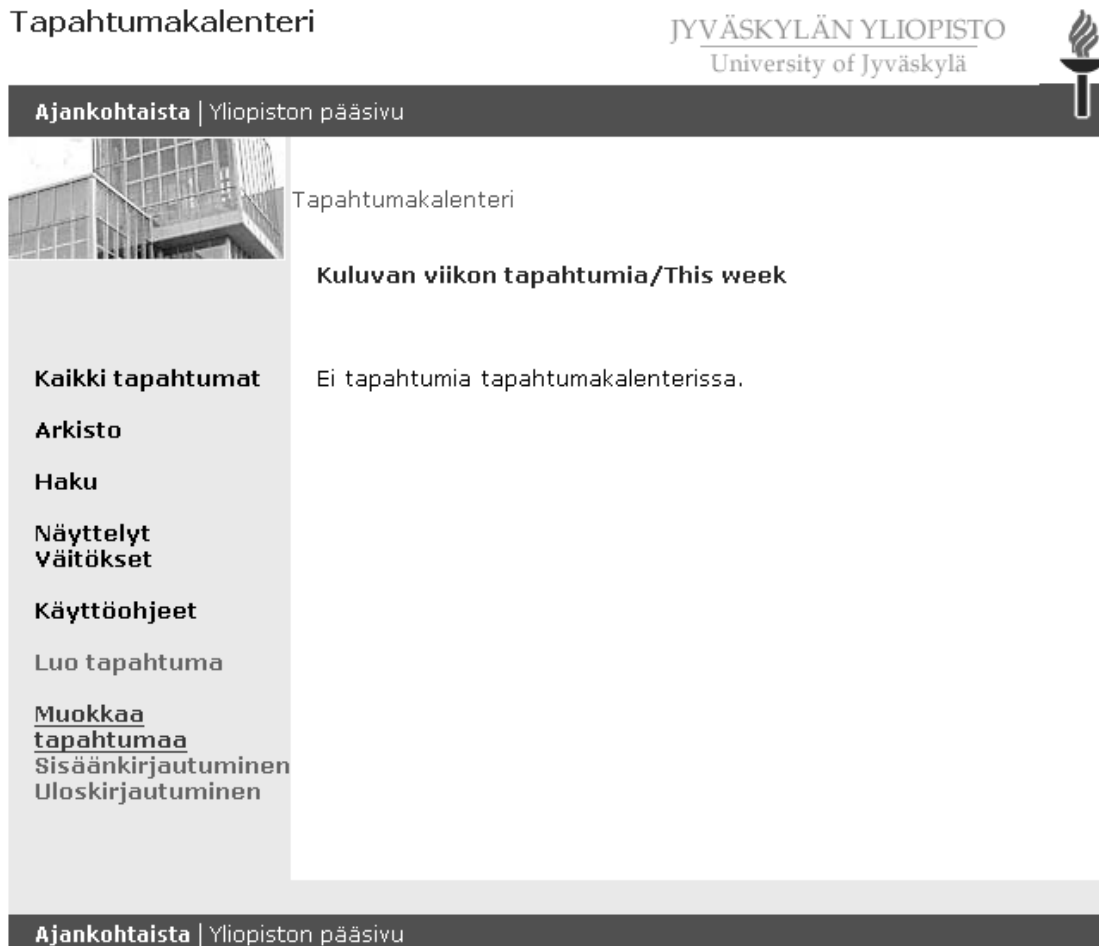 Tapahtumakalenteri
JYVÄSKYLÄN YLIOPISTO
University of Jyväskylä
Ajankohtaista | Yliopiston pääsivu
Tapahtumakalenteri
Kuluvan viikon tapahtumia/This week
Kaikki tapahtumat
Ei tapahtumia tapahtumakalenterissa.
Arkisto
Haku
Näyttelyt
Väitökset
Käyttöohjeet
Luo tapahtuma
Muokkaa
tapahtumaa
Sisäänkirjautuminen
Uloskirjautuminen
Ajankohtaista | Yliopiston pääsivu